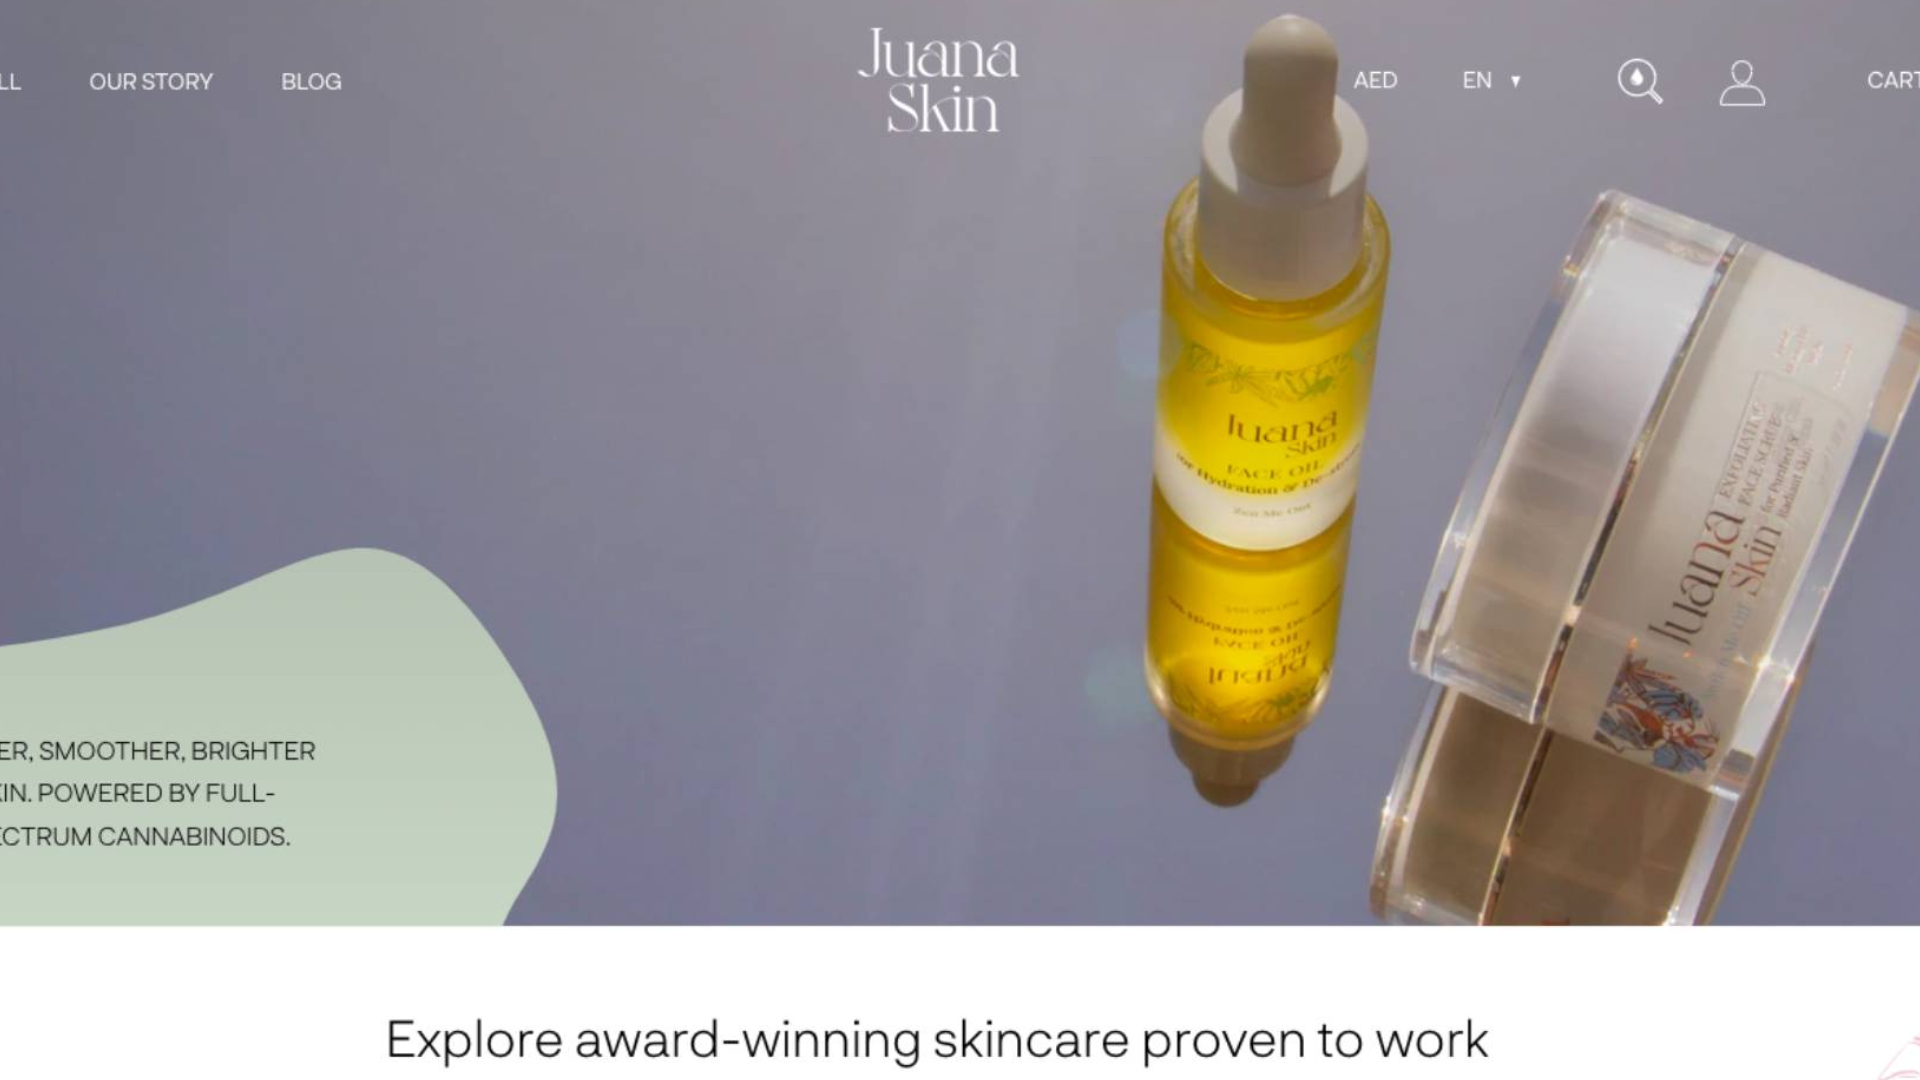 LL
OUR STORY
BLOG
Juana
Skin
AED
EN ▼
CART
Juana
Skin
FACE OIL
for Hydration & De-stress
Zen Me Out
Juana
Skin
EXFOLIATING
FACE SCRUB
for Purified &
Radiant Skin
ER, SMOOTHER, BRIGHTER
KIN. POWERED BY FULL-
ECTRUM CANNABINOIDS.
Explore award-winning skincare proven to work